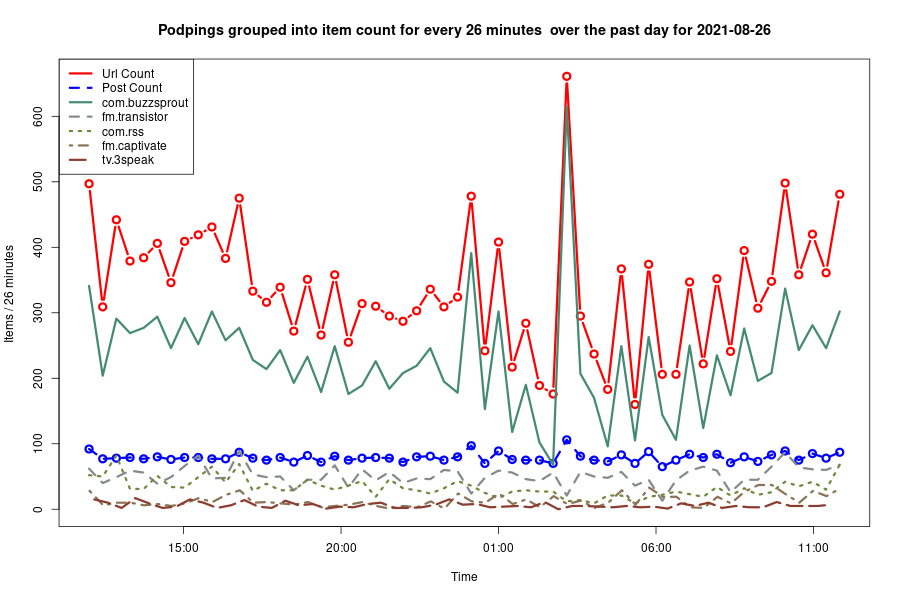 Podpings grouped into item count for every 26 minutes  over the past day for 2021-08-26
Url Count
Post Count
com.buzzsprout
fm.transistor
com.rss
fm.captivate
tv.3speak
Items / 26 minutes
600
500
400
300
200
100
0
15:00
20:00
01:00
06:00
11:00
Time